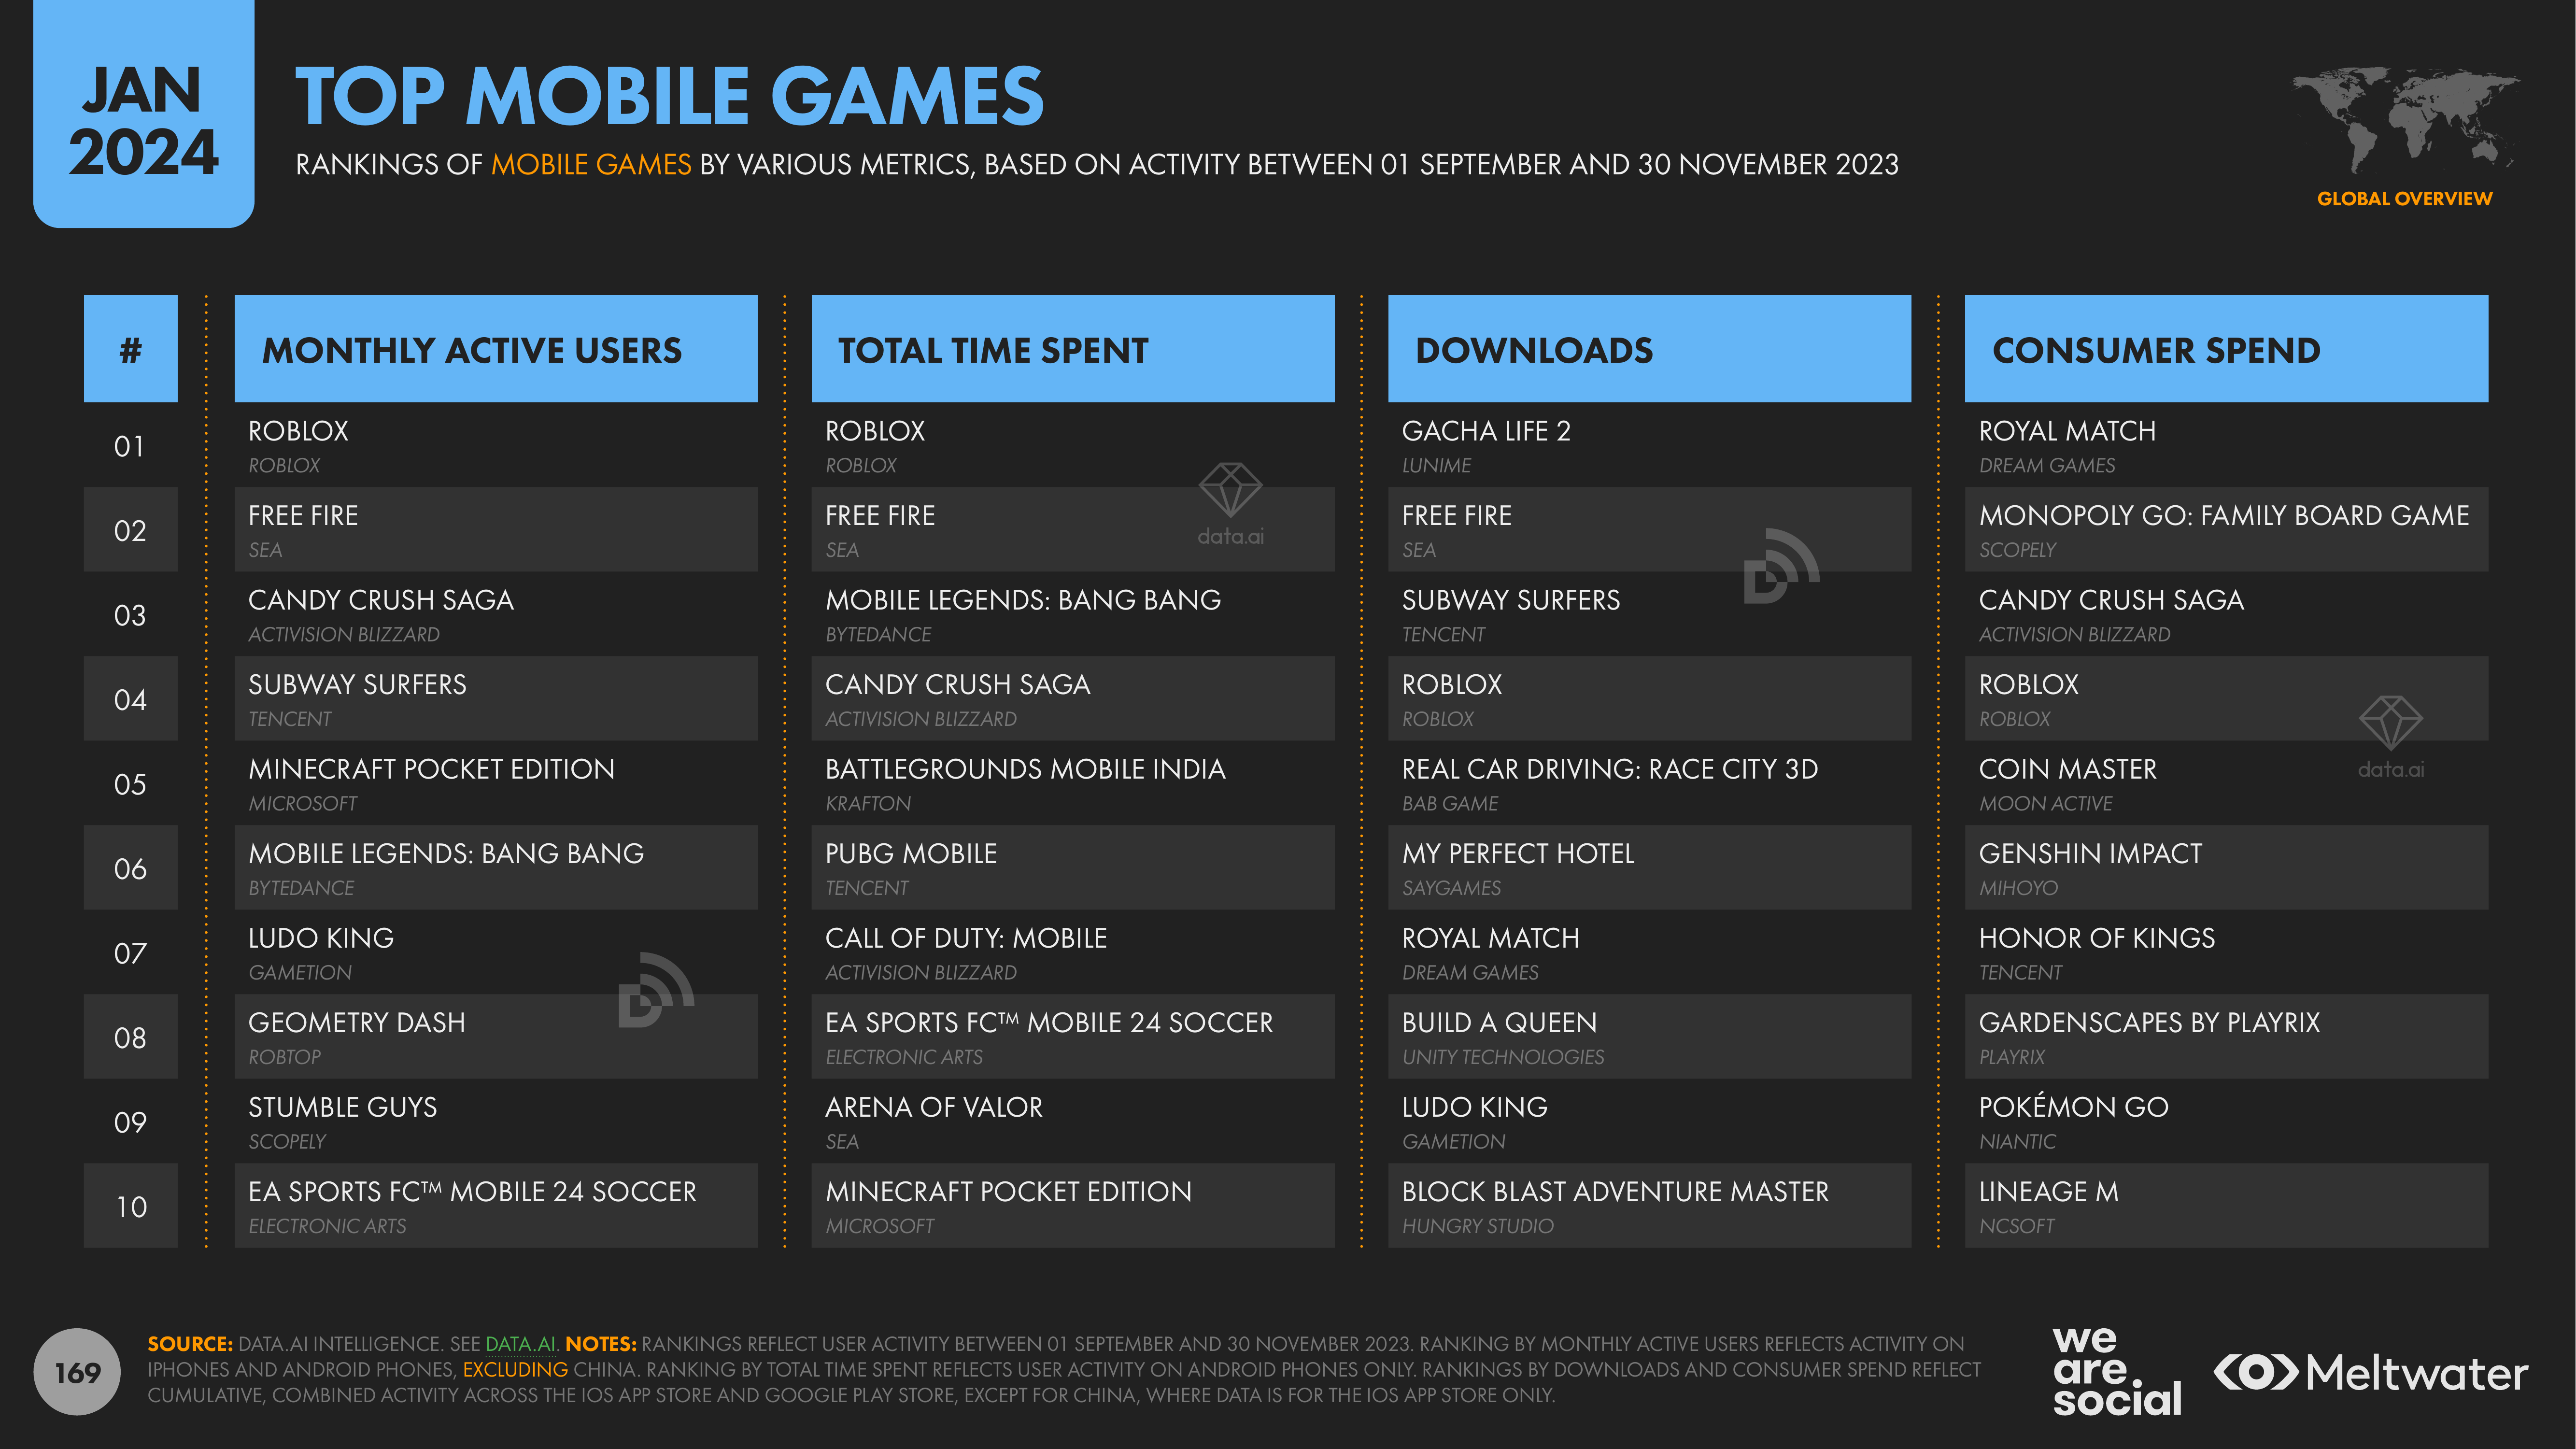 JAN
2024
TOP MOBILE GAMES
RANKINGS OF MOBILE GAMES BY VARIOUS METRICS, BASED ON ACTIVITY BETWEEN 01 SEPTEMBER AND 30 NOVEMBER 2023
GLOBAL OVERVIEW
#
01
02
03
04
05
06
07
08
09
10
MONTHLY ACTIVE USERS
ROBLOX
ROBLOX
FREE FIRE
SEA
CANDY CRUSH SAGA
ACTIVISION BLIZZARD
SUBWAY SURFERS
TENCENT
MINECRAFT POCKET EDITION
MICROSOFT
MOBILE LEGENDS: BANG BANG
BYTEDANCE
LUDO KING
GAMETION
GEOMETRY DASH
ROBTOP
STUMBLE GUYS
SCOPELY
EA SPORTS FC™ MOBILE 24 SOCCER
ELECTRONIC ARTS
TOTAL TIME SPENT
ROBLOX
ROBLOX
FREE FIRE
SEA
data.ai
MOBILE LEGENDS: BANG BANG
BYTEDANCE
CANDY CRUSH SAGA
ACTIVISION BLIZZARD
BATTLEGROUNDS MOBILE INDIA
KRAFTON
PUBG MOBILE
TENCENT
CALL OF DUTY: MOBILE
ACTIVISION BLIZZARD
EA SPORTS FC™ MOBILE 24 SOCCER
ELECTRONIC ARTS
ARENA OF VALOR
SEA
MINECRAFT POCKET EDITION
MICROSOFT
DOWNLOADS
GACHA LIFE 2
LUNIME
FREE FIRE
SEA
SUBWAY SURFERS
TENCENT
ROBLOX
ROBLOX
REAL CAR DRIVING: RACE CITY 3D
BAB GAME
MY PERFECT HOTEL
SAYGAMES
ROYAL MATCH
DREAM GAMES
BUILD A QUEEN
UNITY TECHNOLOGIES
LUDO KING
GAMETION
BLOCK BLAST ADVENTURE MASTER
HUNGRY STUDIO
CONSUMER SPEND
ROYAL MATCH
DREAM GAMES
MONOPOLY GO: FAMILY BOARD GAME
SCOPELY
CANDY CRUSH SAGA
ACTIVISION BLIZZARD
ROBLOX
ROBLOX
COIN MASTER
MOON ACTIVE
data.ai
GENSHIN IMPACT
MIHOYO
HONOR OF KINGS
TENCENT
GARDENSCAPES BY PLAYRIX
PLAYRIX
POKÉMON GO
NIANTIC
LINEAGE M
NCSOFT
169
SOURCE: DATA.AI INTELLIGENCE. SEE DATA.AI. NOTES: RANKINGS REFLECT USER ACTIVITY BETWEEN 01 SEPTEMBER AND 30 NOVEMBER 2023. RANKING BY MONTHLY ACTIVE USERS REFLECTS ACTIVITY ON
IPHONES AND ANDROID PHONES, EXCLUDING CHINA. RANKING BY TOTAL TIME SPENT REFLECTS USER ACTIVITY ON ANDROID PHONES ONLY. RANKINGS BY DOWNLOADS AND CONSUMER SPEND REFLECT
CUMULATIVE, COMBINED ACTIVITY ACROSS THE IOS APP STORE AND GOOGLE PLAY STORE, EXCEPT FOR CHINA, WHERE DATA IS FOR THE IOS APP STORE ONLY.
we
are
social
Meltwater